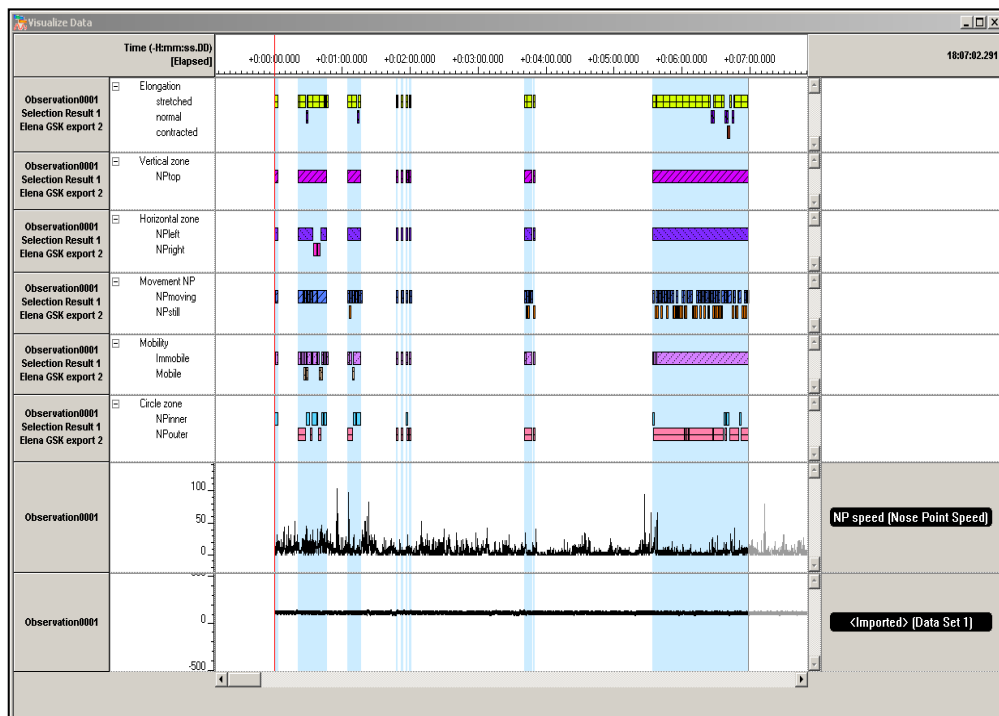 Visualize Data
Time (-H:mm:ss.DD)
[Elapsed]
+0:00:00.000 +0:01:00.000 +0:02:00.000 +0:03:00.000 +0:04:00.000 +0:05:00.000 +0:06:00.000 +0:07:00.000
18:07:02.291
Observation0001
Selection Result 1
Elena GSK export 2
Elongation
stretched
normal
contracted
Observation0001
Selection Result 1
Elena GSK export 2
Vertical zone
NPtop
Observation0001
Selection Result 1
Elena GSK export 2
Horizontal zone
NPleft
NPright
Observation0001
Selection Result 1
Elena GSK export 2
Movement NP
NPmoving
NPstill
Observation0001
Selection Result 1
Elena GSK export 2
Mobility
Immobile
Mobile
Observation0001
Selection Result 1
Elena GSK export 2
Circle zone
NPinner
NPouter
Observation0001
100
50
0
NP speed (Nose Point Speed)
Observation0001
0
-500
<Imported> (Data Set 1)